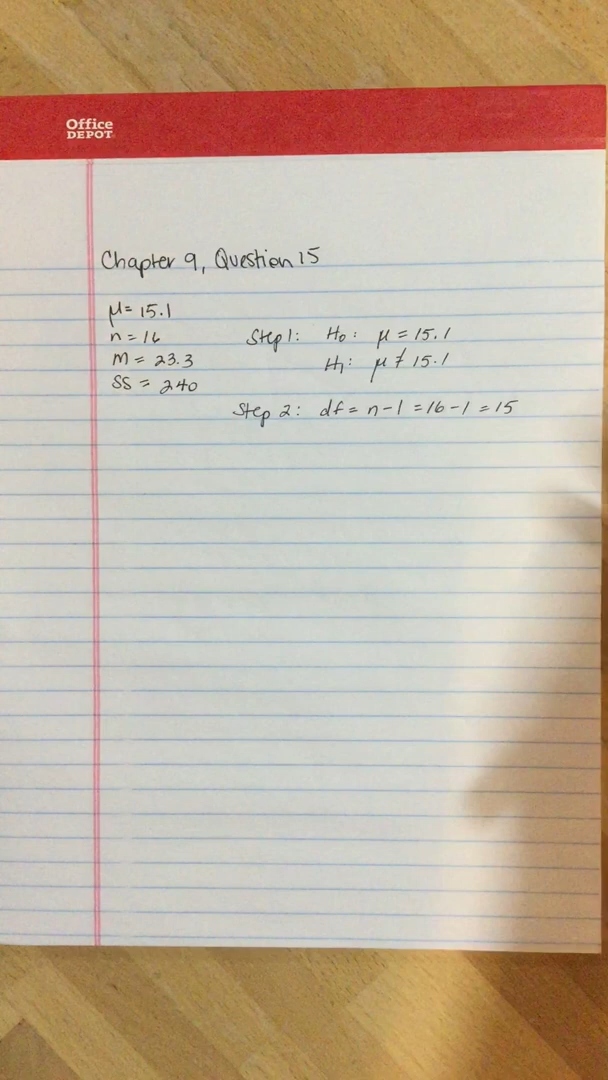 Office
DEPOT
Chapter 9, Question 15
μ = 15.1
n = 16
M = 23.3
SS = 240
Step 1: H₀: μ = 15.1
H₁: μ ≠ 15.1
Step 2: df = n - 1 = 16 - 1 = 15